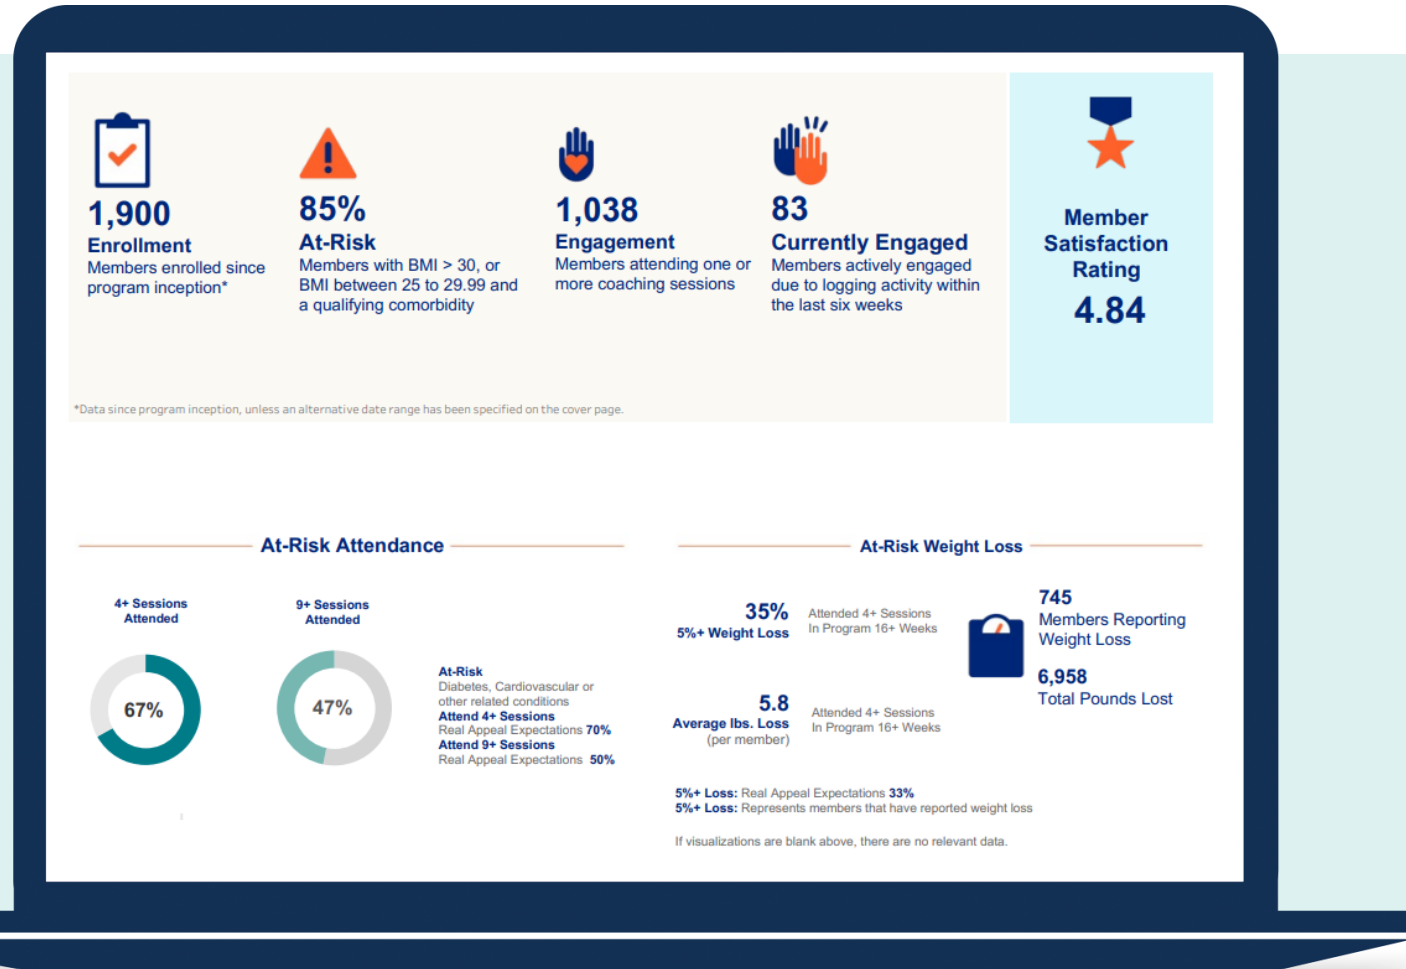 1,900
Enrollment
Members enrolled since
program inception*
85%
At-Risk
Members with BMI > 30, or
BMI between 25 to 29.99 and
a qualifying comorbidity
1,038
Engagement
Members attending one or
more coaching sessions
83
Currently Engaged
Members actively engaged
due to logging activity within
the last six weeks
Member
Satisfaction
Rating
4.84
*Data since program inception, unless an alternative date range has been specified on the cover page.
At-Risk Attendance
4+ Sessions
Attended
67%
9+ Sessions
Attended
47%
At-Risk
Diabetes, Cardiovascular or
other related conditions
Attend 4+ Sessions
Real Appeal Expectations 70%
Attend 9+ Sessions
Real Appeal Expectations 50%
At-Risk Weight Loss
35%
5%+ Weight Loss
Attended 4+ Sessions
In Program 16+ Weeks
5.8
Average lbs. Loss
(per member)
Attended 4+ Sessions
In Program 16+ Weeks
745
Members Reporting
Weight Loss
6,958
Total Pounds Lost
5%+ Loss: Real Appeal Expectations 33%
5%+ Loss: Represents members that have reported weight loss
If visualizations are blank above, there are no relevant data.